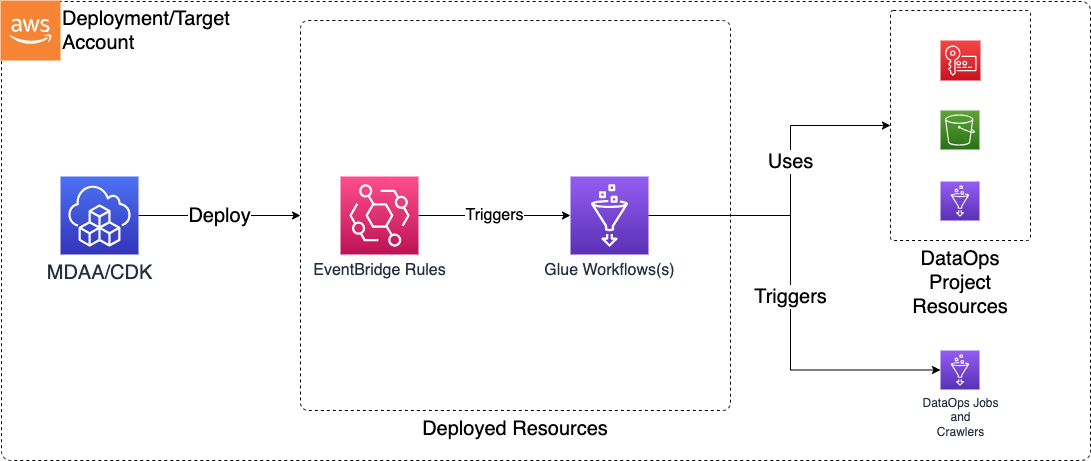 aws
Deployment/Target
Account
MDAA/CDK
Deploy
EventBridge Rules
Triggers
Glue Workflows(s)
Deployed Resources
Uses
Triggers
DataOps
Project
Resources
DataOps Jobs
and
Crawlers